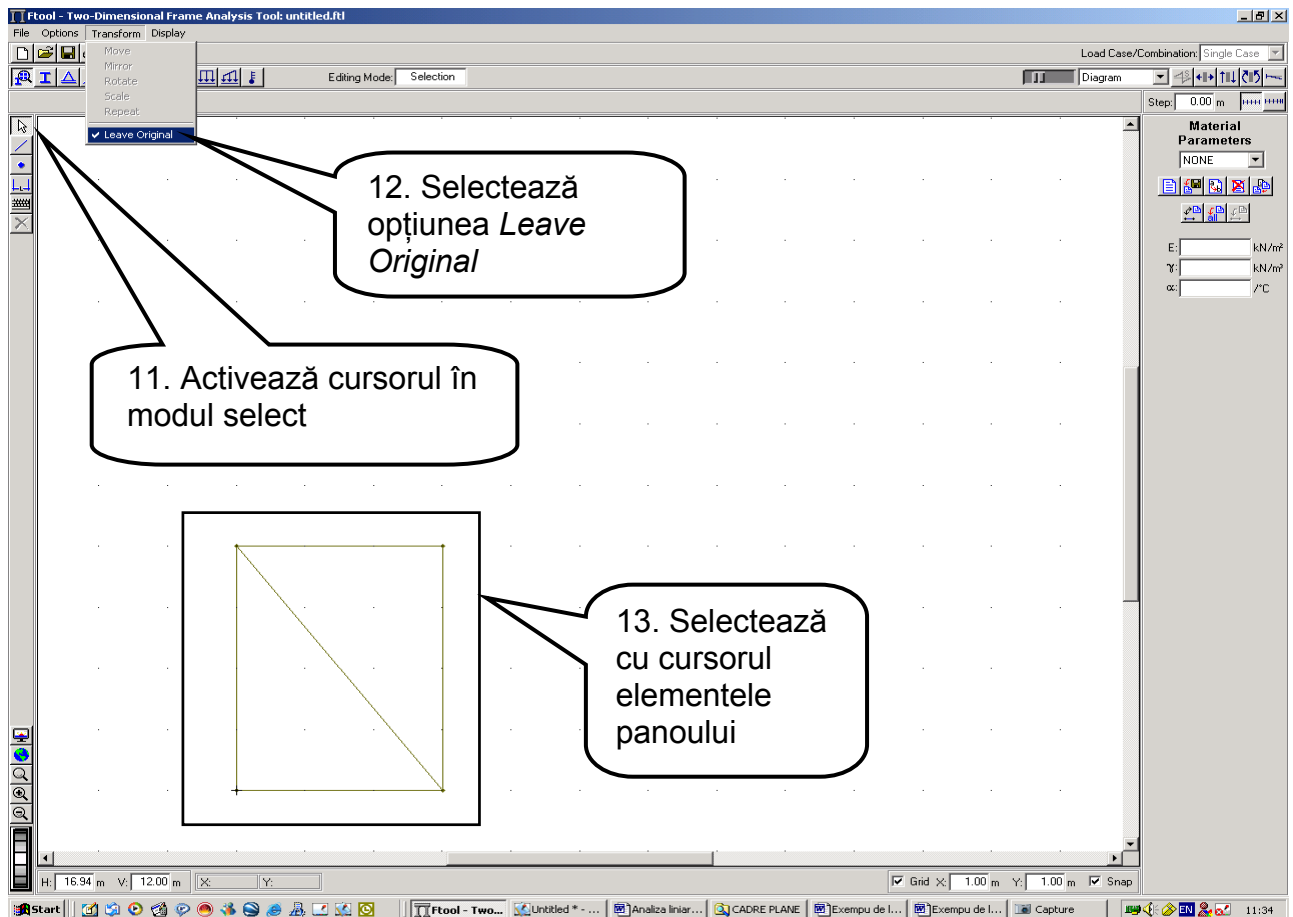 Ftool - Two-Dimensional Frame Analysis Tool: untitled.ftl
File Options Transform Display
Move
Mirror
Rotate
Scale
Repeat
Leave Original
Load Case/Combination: Single Case
Editing Mode: Selection
Diagram
Step: 0.00 m
Material
Parameters
NONE
E: kN/m²
γ: kN/m³
α: /°C
12. Selectează
opțiunea Leave
Original
11. Activează cursorul în
modul select
13. Selectează
cu cursorul
elementele
panoului
H: 16.94 m V: 12.00 m X: Y:
Grid X: 1.00 m Y: 1.00 m Snap
Start Ftool - Two... Untitled * - ... Analiza liniar... CADRE PLANE Exempu de l... Exempu de l... Capture EN 11:34